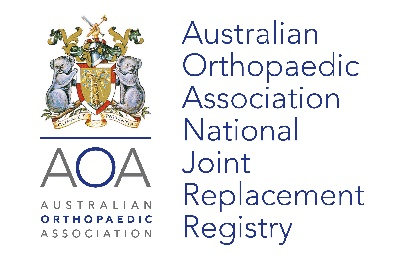 AOA
AUSTRALIAN
ORTHOPAEDIC
ASSOCIATION
Australian
Orthopaedic
Association
National
Joint
Replacement
Registry